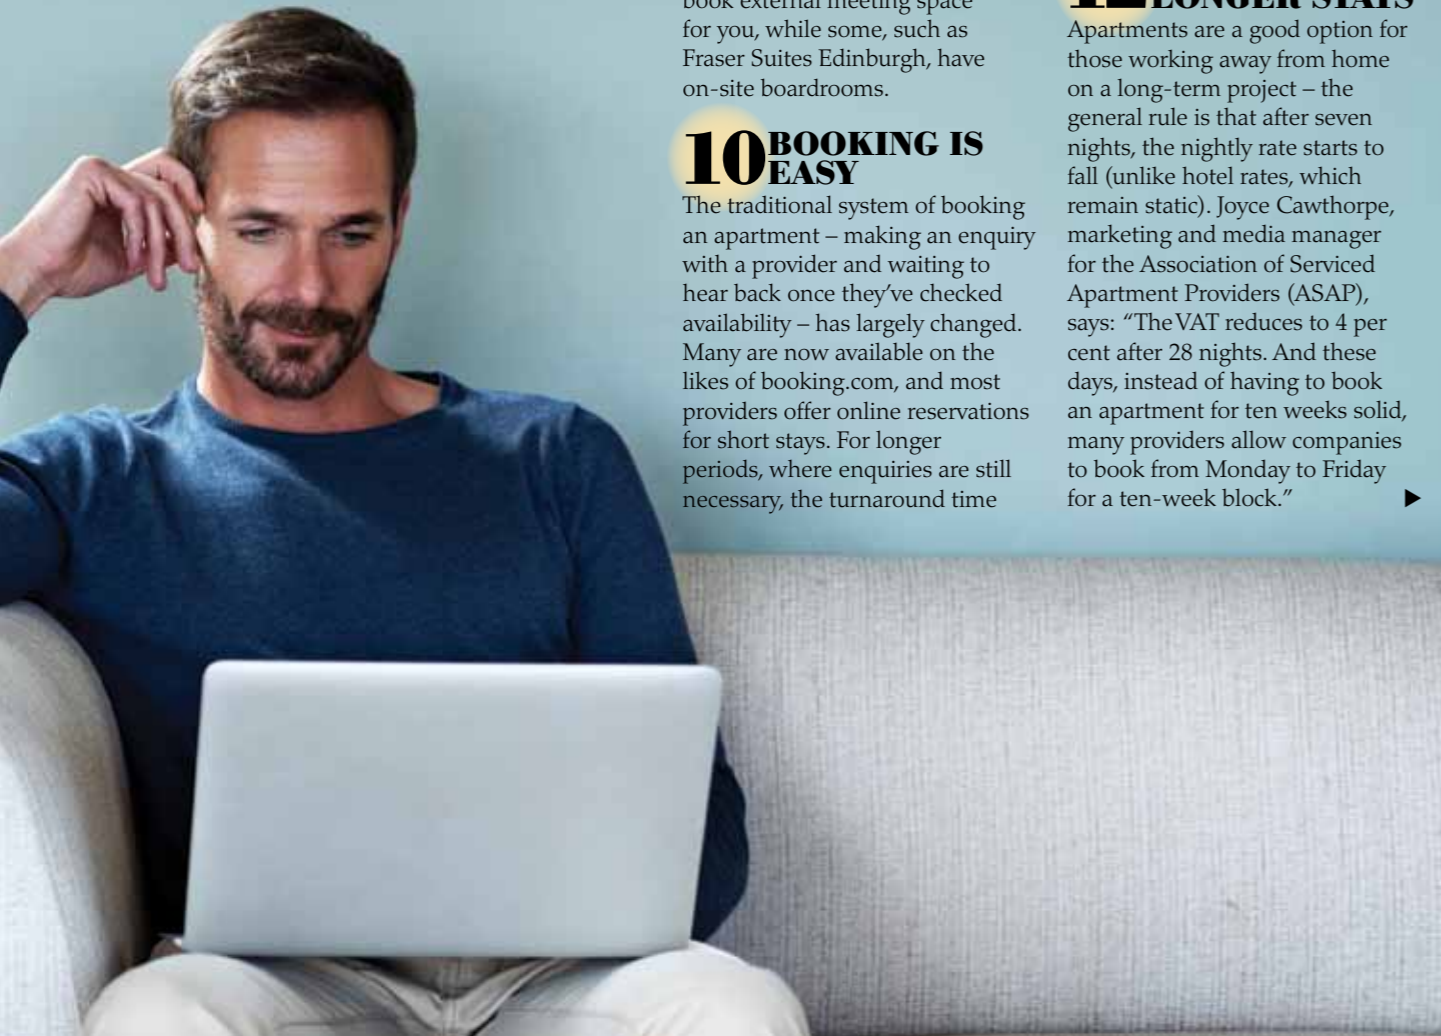 book external meeting space
for you, while some, such as
Fraser Suites Edinburgh, have
on-site boardrooms.
10 BOOKING IS
EASY
The traditional system of booking
an apartment – making an enquiry
with a provider and waiting to
hear back once they’ve checked
availability – has largely changed.
Many are now available on the
likes of booking.com, and most
providers offer online reservations
for short stays. For longer
periods, where enquiries are still
necessary, the turnaround time
LONGER STAYS
Apartments are a good option for
those working away from home
on a long-term project – the
general rule is that after seven
nights, the nightly rate starts to
fall (unlike hotel rates, which
remain static). Joyce Cawthorpe,
marketing and media manager
for the Association of Serviced
Apartment Providers (ASAP),
says: “The VAT reduces to 4 per
cent after 28 nights. And these
days, instead of having to book
an apartment for ten weeks solid,
many providers allow companies
to book from Monday to Friday
for a ten-week block.”